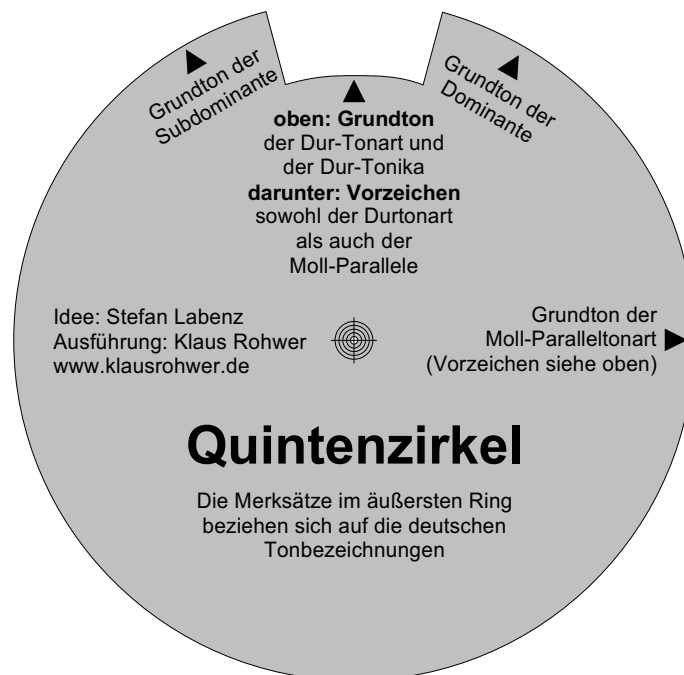 Grundton der
Subdominante
Grundton der
Dominante
oben: Grundton
der Dur-Tonart und
der Dur-Tonika
darunter: Vorzeichen
sowohl der Durtonart
als auch der
Moll-Parallele
Idee: Stefan Labenz
Ausführung: Klaus Rohwer
www.klausrohwer.de
Grundton der
Moll-Paralleltonart
(Vorzeichen siehe oben)
Quintenzirkel
Die Merksätze im äußersten Ring
beziehen sich auf die deutschen
Tonbezeichnungen